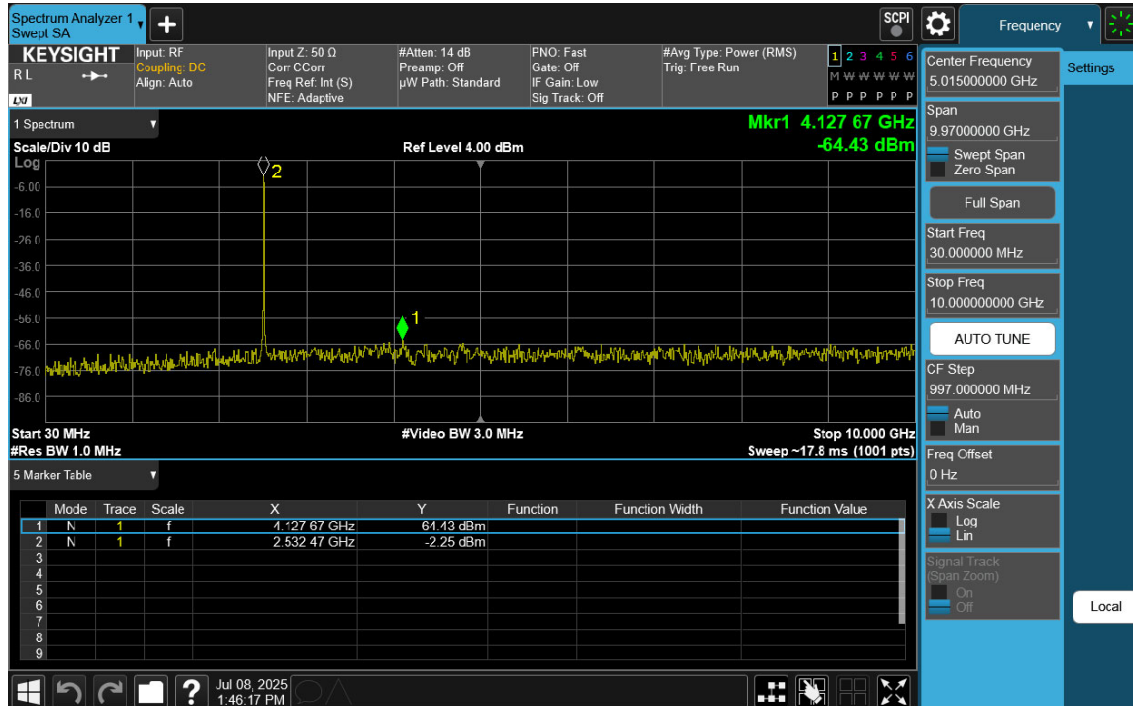 Spectrum Analyzer 1
Swept SA
SCPI
Frequency
KEYSIGHT
R L
LXI
Input: RF
Coupling: DC
Align: Auto
Input Z: 50 Ω
Corr CCorr
Freq Ref: Int (S)
NFE: Adaptive
#Atten: 14 dB
Preamp: Off
µW Path: Standard
PNO: Fast
Gate: Off
IF Gain: Low
Sig Track: Off
#Avg Type: Power (RMS)
Trig: Free Run
1 2 3 4 5 6
M W W W W W
P P P P P P
1 Spectrum
Mkr1 4.127 67 GHz
Scale/Div 10 dB
Ref Level 4.00 dBm
-64.43 dBm
Log
-6.00
-16.0
-26.0
-36.0
-46.0
-56.0
-66.0
-76.0
-86.0
2
1
Start 30 MHz
#Video BW 3.0 MHz
Stop 10.000 GHz
#Res BW 1.0 MHz
Sweep ~17.8 ms (1001 pts)
5 Marker Table
Mode Trace Scale X Y Function Function Width Function Value
1 N 1 f 4.127 67 GHz 64.43 dBm
2 N 1 f 2.532 47 GHz -2.25 dBm
3
4
5
6
7
8
9
?
Jul 08, 2025
1:46:17 PM
Settings
Center Frequency
5.015000000 GHz
Span
9.97000000 GHz
Swept Span
Zero Span
Full Span
Start Freq
30.000000 MHz
Stop Freq
10.000000000 GHz
AUTO TUNE
CF Step
997.000000 MHz
Auto
Man
Freq Offset
0 Hz
X Axis Scale
Log
Lin
Signal Track
(Span Zoom)
On
Off
Local